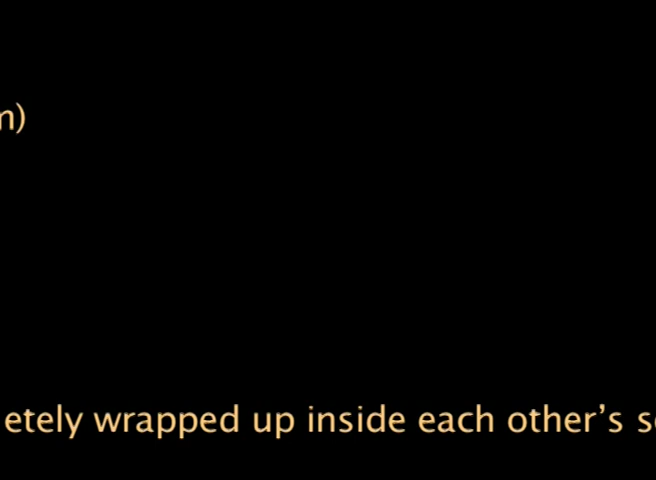 m)
etely wrapped up inside each other’s s